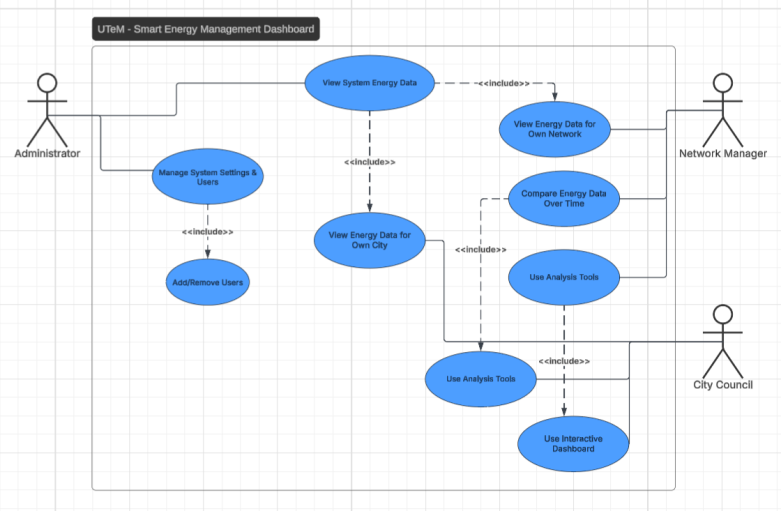 UTeM - Smart Energy Management Dashboard
View System Energy Data
<<include>>
View Energy Data for
Own Network
Administrator
Network Manager
<<include>>
Manage System Settings &
Users
Compare Energy Data
Over Time
<<include>>
View Energy Data for
Own City
<<include>>
Add/Remove Users
Use Analysis Tools
<<include>>
Use Analysis Tools
City Council
Use Interactive
Dashboard